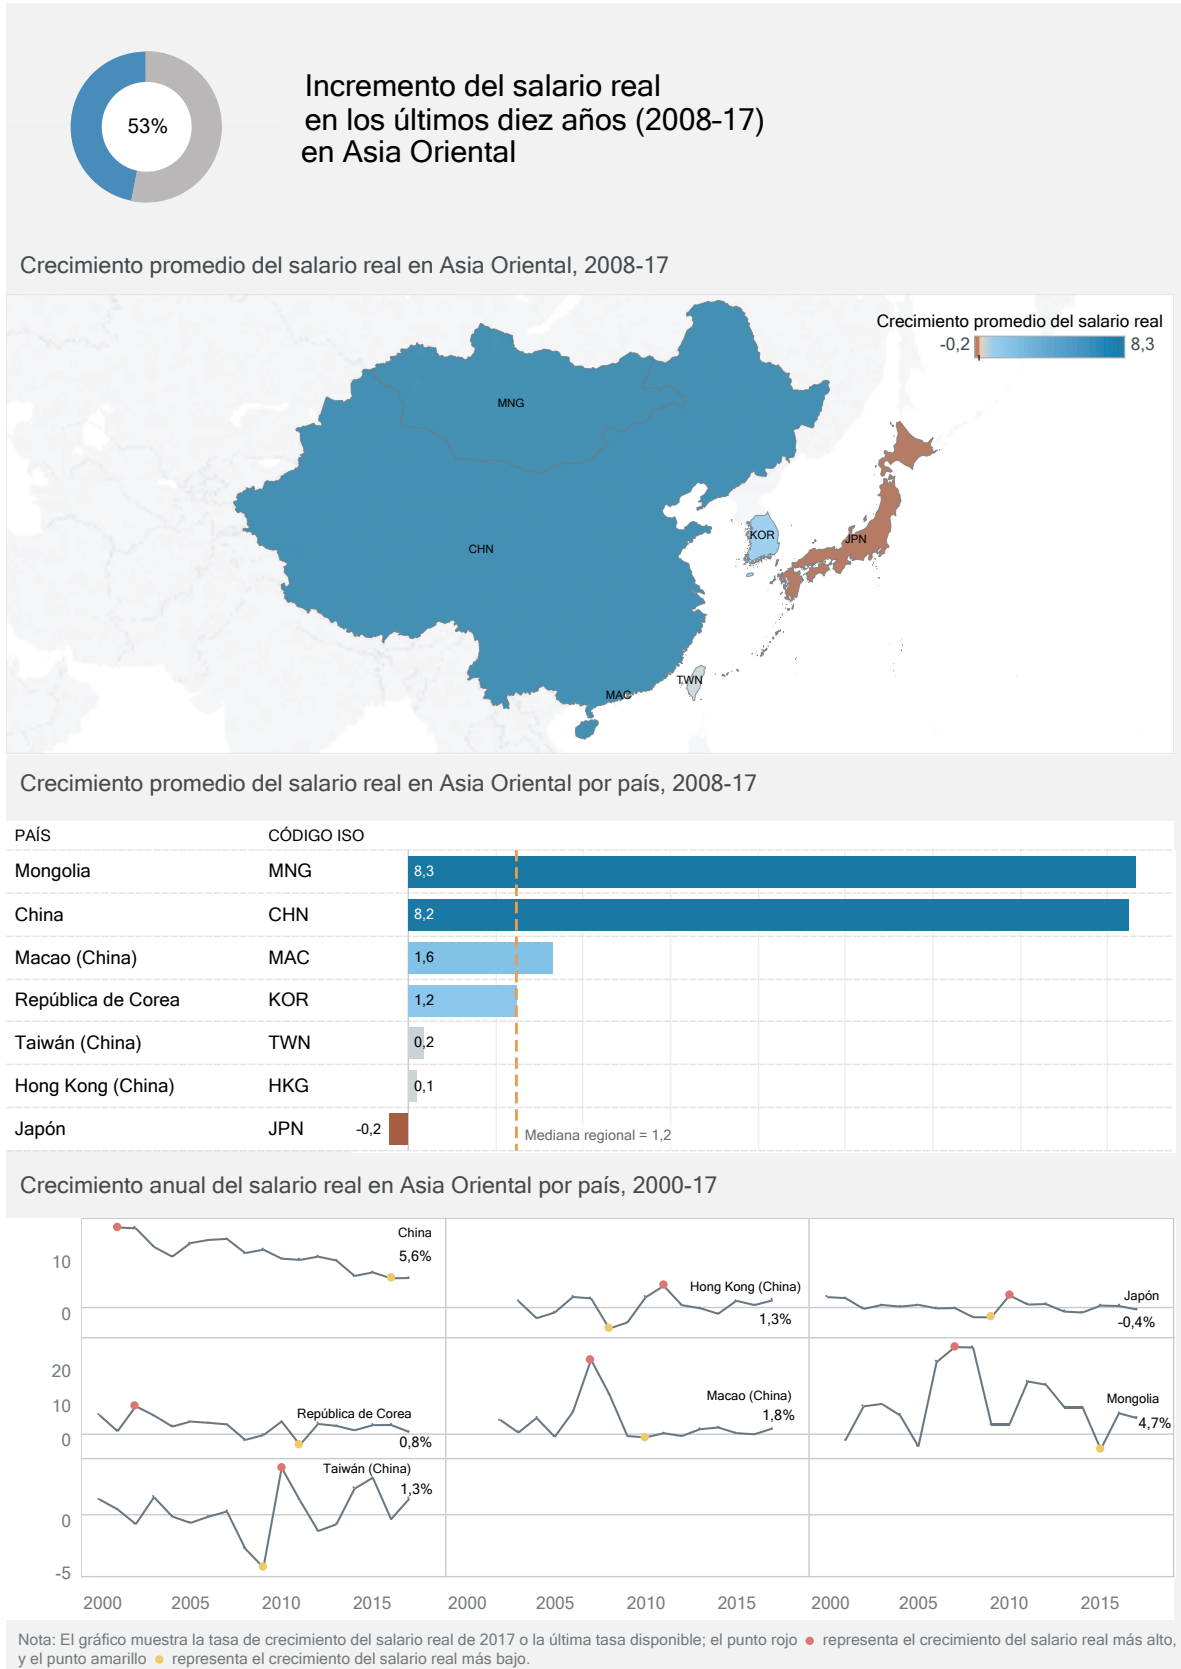 53%
Incremento del salario real
en los últimos diez años (2008-17)
en Asia Oriental
Crecimiento promedio del salario real en Asia Oriental, 2008-17
Crecimiento promedio del salario real
-0,2 8,3
MNG
CHN
KOR
JPN
TWN
MAC
Crecimiento promedio del salario real en Asia Oriental por país, 2008-17
PAÍS CÓDIGO ISO
Mongolia MNG 8,3
China CHN 8,2
Macao (China) MAC 1,6
República de Corea KOR 1,2
Taiwán (China) TWN 0,2
Hong Kong (China) HKG 0,1
Japón JPN -0,2
Mediana regional = 1,2
Crecimiento anual del salario real en Asia Oriental por país, 2000-17
10
0
China
5,6%
Hong Kong (China)
1,3%
Japón
-0,4%
20
10
0
República de Corea
0,8%
Macao (China)
1,8%
Mongolia
4,7%
0
-5
Taiwán (China)
1,3%
2000 2005 2010 2015 2000 2005 2010 2015 2000 2005 2010 2015
Nota: El gráfico muestra la tasa de crecimiento del salario real de 2017 o la última tasa disponible; el punto rojo ● representa el crecimiento del salario real más alto,
y el punto amarillo ● representa el crecimiento del salario real más bajo.